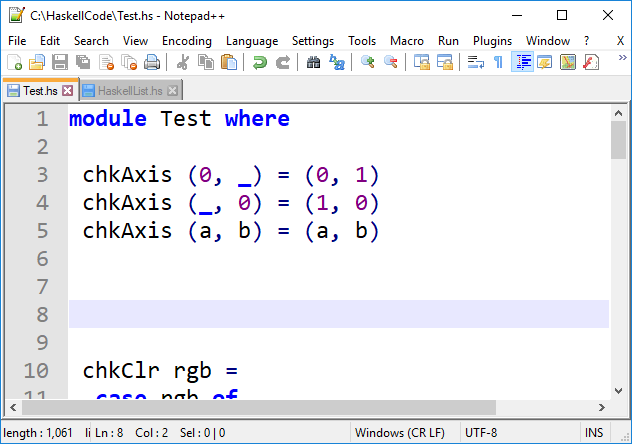 C:\HaskellCode\Test.hs - Notepad++
File Edit Search View Encoding Language Settings Tools Macro Run Plugins Window ? X
Test.hs HaskellList.hs
1 module Test where
2
3 chkAxis (0, _) = (0, 1)
4 chkAxis (_, 0) = (1, 0)
5 chkAxis (a, b) = (a, b)
6
7
8
9
10 chkClr rgb =
11 case rgb of
length : 1,061 li Ln : 8 Col : 2 Sel : 0 | 0 Windows (CR LF) UTF-8 INS